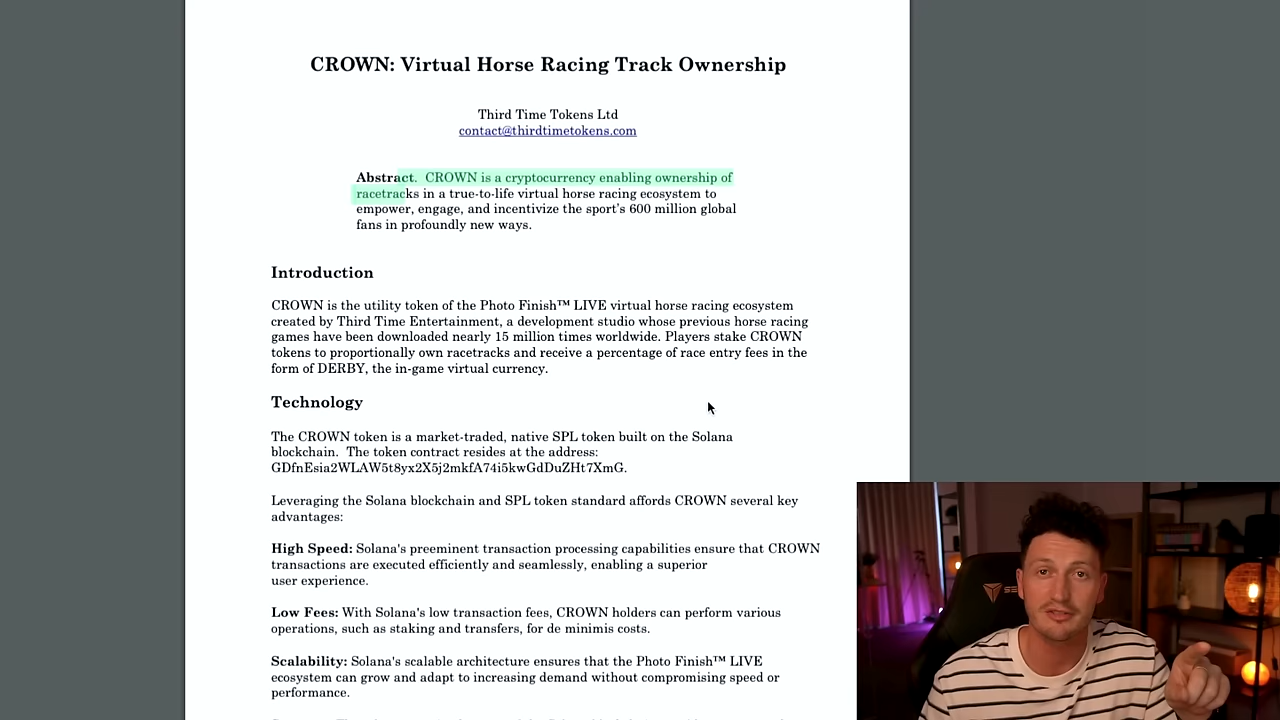 CROWN: Virtual Horse Racing Track Ownership
Third Time Tokens Ltd
contact@thirdtimetokens.com
Abstract. CROWN is a cryptocurrency enabling ownership of
racetracks in a true-to-life virtual horse racing ecosystem to
empower, engage, and incentivize the sport's 600 million global
fans in profoundly new ways.
Introduction
CROWN is the utility token of the Photo Finish™ LIVE virtual horse racing ecosystem
created by Third Time Entertainment, a development studio whose previous horse racing
games have been downloaded nearly 15 million times worldwide. Players stake CROWN
tokens to proportionally own racetracks and receive a percentage of race entry fees in the
form of DERBY, the in-game virtual currency.
Technology
The CROWN token is a market-traded, native SPL token built on the Solana
blockchain. The token contract resides at the address:
GDfnEsia2WLAW5t8yx2X5j2mkfA74i5kwGdDuZHt7XmG.
Leveraging the Solana blockchain and SPL token standard affords CROWN several key
advantages:
High Speed: Solana's preeminent transaction processing capabilities ensure that CROWN
transactions are executed efficiently and seamlessly, enabling a superior
user experience.
Low Fees: With Solana's low transaction fees, CROWN holders can perform various
operations, such as staking and transfers, for de minimis costs.
Scalability: Solana's scalable architecture ensures that the Photo Finish™ LIVE
ecosystem can grow and adapt to increasing demand without compromising speed or
performance.